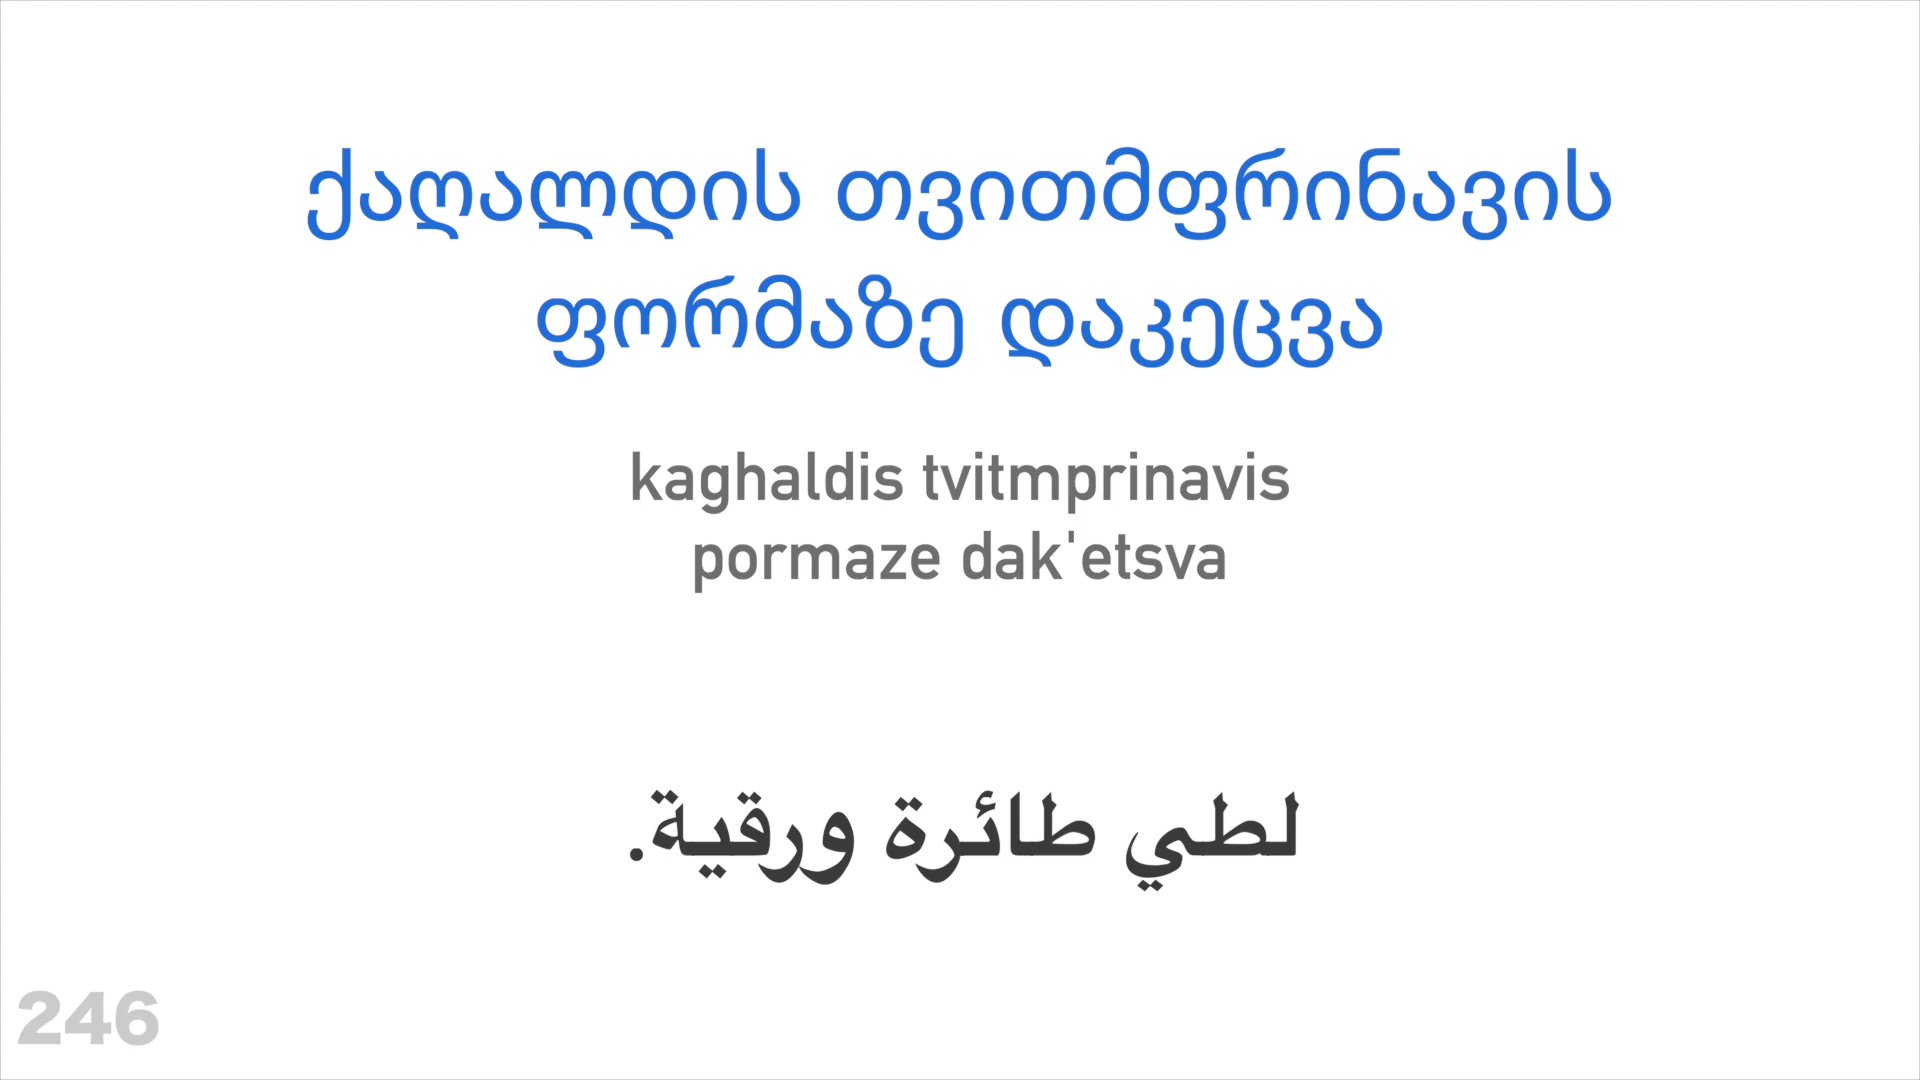 ქაღალდის თვითმფრინავის
ფორმაზე დაკეცვა
kaghaldis tvitmprinavis
pormaze dak'etsva
لطي طائرة ورقية.
246